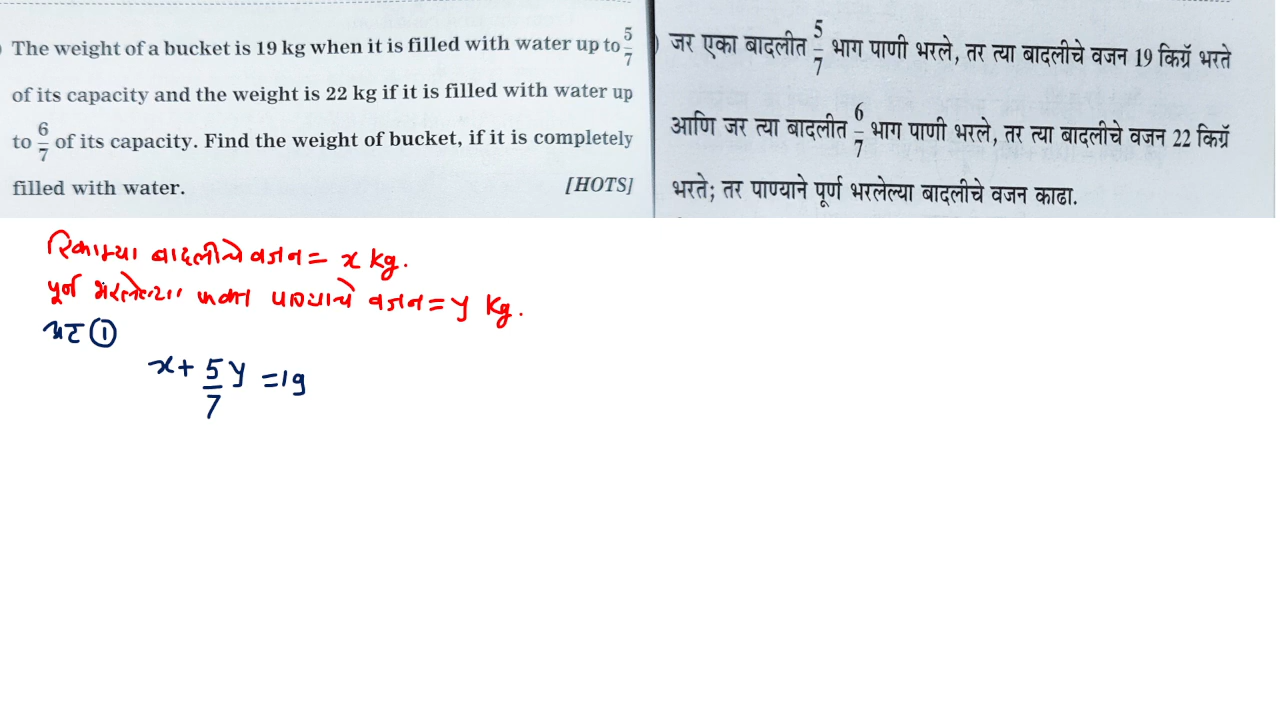 ) The weight of a bucket is 19 kg when it is filled with water up to 5/7
of its capacity and the weight is 22 kg if it is filled with water up
to 6/7 of its capacity. Find the weight of bucket, if it is completely
filled with water. [HOTS]
) जर एका बादलीत 5/7 भाग पाणी भरले, तर त्या बादलीचे वजन 19 किग्रॅ भरते
आणि जर त्या बादलीत 6/7 भाग पाणी भरले, तर त्या बादलीचे वजन 22 किग्रॅ
भरते; तर पाण्याने पूर्ण भरलेल्या बादलीचे वजन काढा.
रिकाम्या बादलीचे वजन = x kg.
पूर्ण भरलेल्या फक्त पाण्याचे वजन = y kg.
अट ①
x + 5/7 y = 19